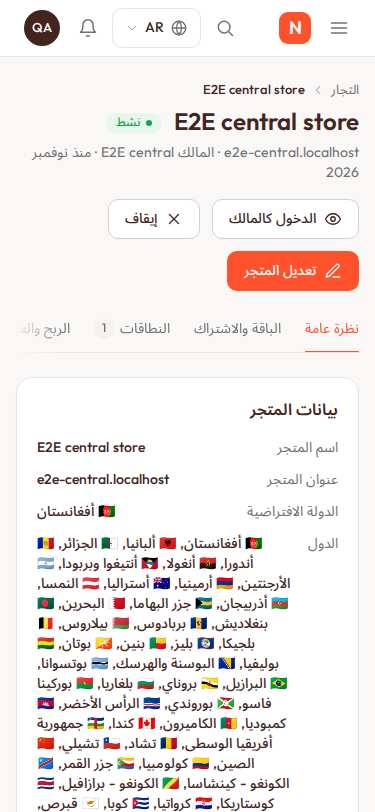 QA
AR
N
التجار
E2E central store
E2E central store
نشط
e2e-central.localhost · المالك E2E central · منذ نوفمبر
2026
الدخول كالمالك
إيقاف
تعديل المتجر
نظرة عامة
الباقة والاشتراك
النطاقات 1
الربح وال
بيانات المتجر
اسم المتجر
E2E central store
عنوان المتجر
e2e-central.localhost
الدولة الافتراضية
🇦🇫 أفغانستان
الدول
🇦🇫 أفغانستان, 🇦🇱 ألبانيا, 🇩🇿 الجزائر, 🇦🇩
أندورا, 🇦🇴 أنغولا, 🇦🇬 أنتيغوا وبربودا, 🇦🇷
الأرجنتين, 🇦🇲 أرمينيا, 🇦🇺 أستراليا, 🇦🇹 النمسا,
🇦🇿 أذربيجان, 🇧🇸 جزر البهاما, 🇧🇭 البحرين, 🇧🇩
بنغلاديش, 🇧🇧 بربادوس, 🇧🇾 بيلاروس, 🇧🇪
بلجيكا, 🇧🇿 بليز, 🇧🇯 بنين, 🇧🇹 بوتان, 🇧🇴
بوليفيا, 🇧🇦 البوسنة والهرسك, 🇧🇼 بوتسوانا,
🇧🇷 البرازيل, 🇧🇳 بروناي, 🇧🇬 بلغاريا, 🇧🇫 بوركينا
فاسو, 🇧🇮 بوروندي, 🇨🇻 الرأس الأخضر, 🇰🇭
كمبوديا, 🇨🇲 الكاميرون, 🇨🇦 كندا, 🇨🇫 جمهورية
أفريقيا الوسطى, 🇹🇩 تشاد, 🇨🇱 تشيلي, 🇨🇳
الصين, 🇨🇴 كولومبيا, 🇰🇲 جزر القمر, 🇨🇩
الكونغو - كينشاسا, 🇨🇬 الكونغو - برازافيل, 🇨🇷
كوستاريكا, 🇭🇷 كرواتيا, 🇨🇺 كوبا, 🇨🇾 قبرص,